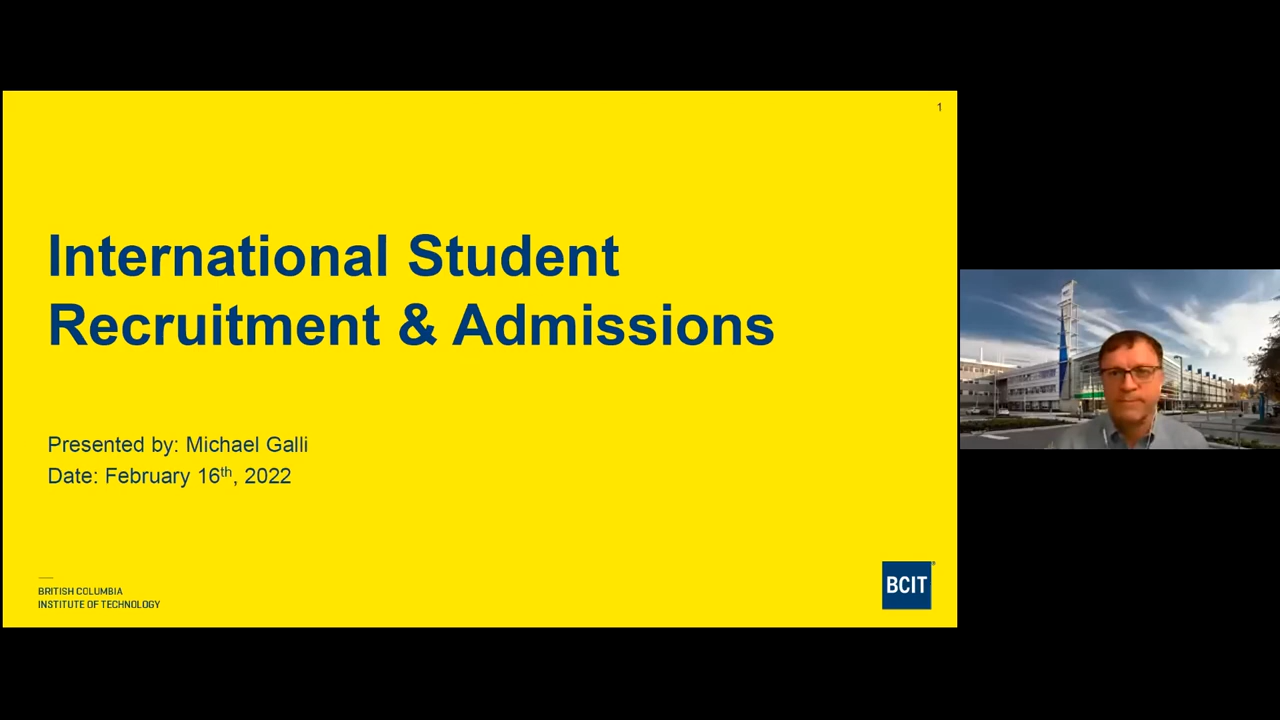 1
International Student
Recruitment & Admissions
Presented by: Michael Galli
Date: February 16th, 2022
BRITISH COLUMBIA
INSTITUTE OF TECHNOLOGY
BCIT